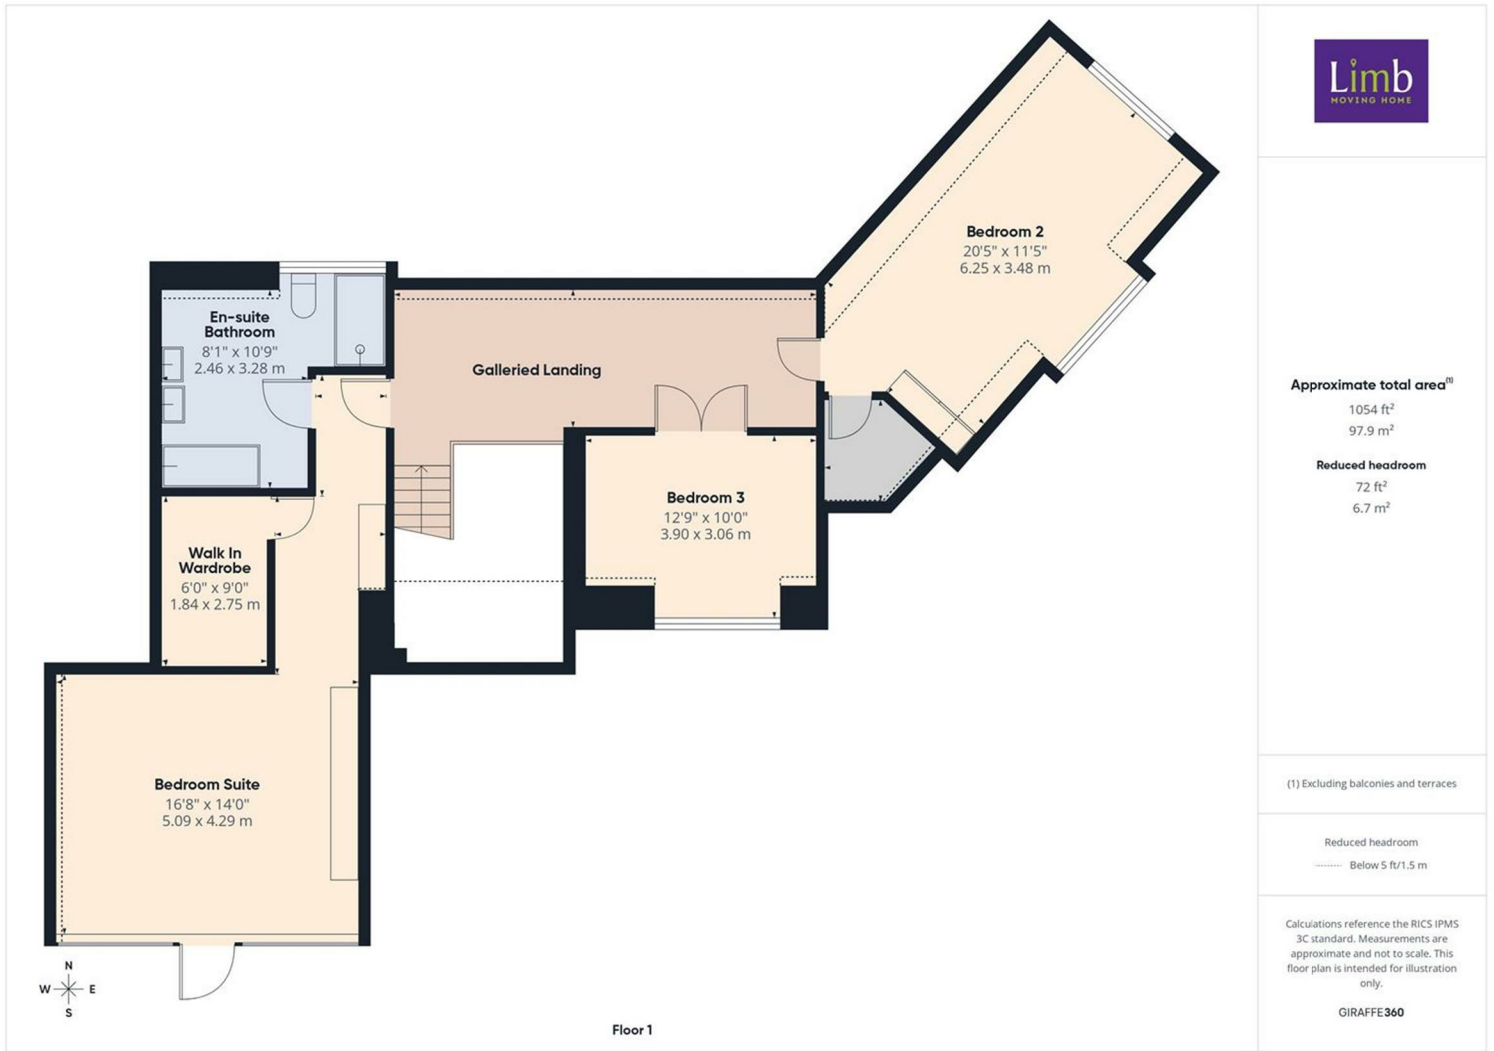 En-suite
Bathroom
8'1" x 10'9"
2.46 x 3.28 m
Galleried Landing
Bedroom 2
20'5" x 11'5"
6.25 x 3.48 m
Bedroom 3
12'9" x 10'0"
3.90 x 3.06 m
Walk In
Wardrobe
6'0" x 9'0"
1.84 x 2.75 m
Bedroom Suite
16'8" x 14'0"
5.09 x 4.29 m
N
W E
S
Floor 1
Limb
MOVING HOME
Approximate total area(1)
1054 ft²
97.9 m²
Reduced headroom
72 ft²
6.7 m²
(1) Excluding balconies and terraces
Reduced headroom
Below 5 ft/1.5 m
Calculations reference the RICS IPMS
3C standard. Measurements are
approximate and not to scale. This
floor plan is intended for illustration
only.
GIRAFFE360